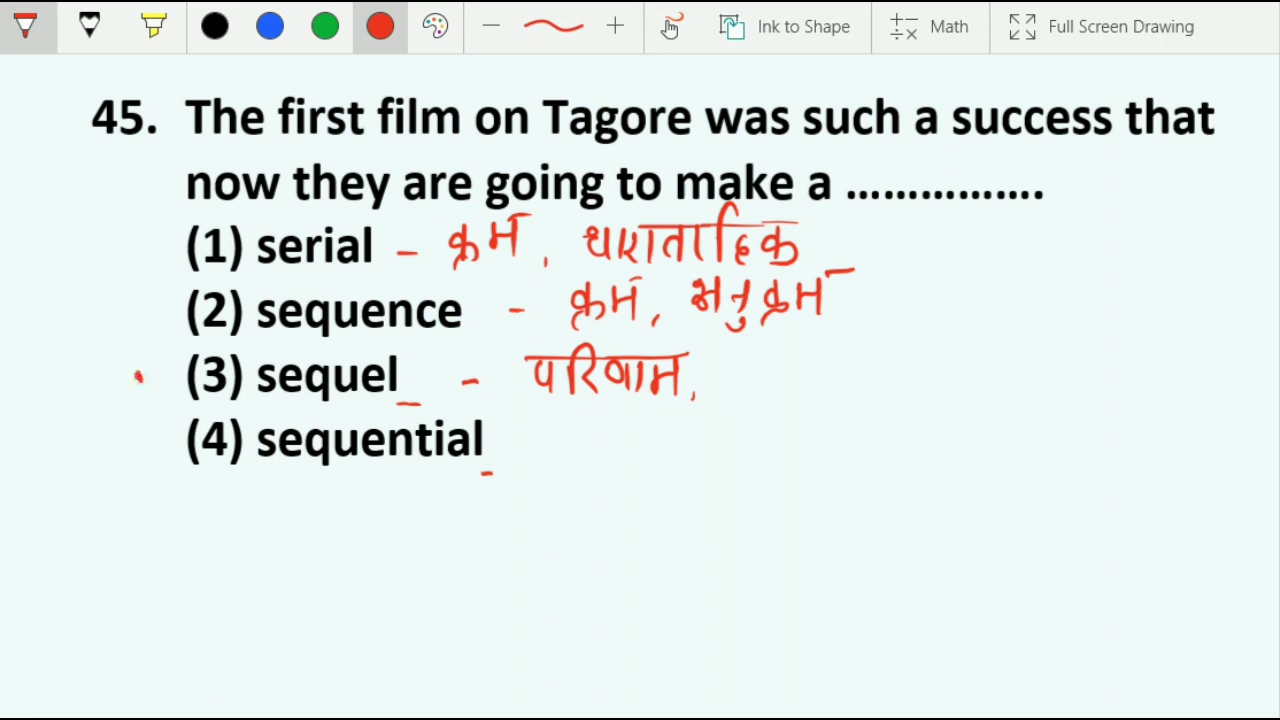 Ink to Shape Math Full Screen Drawing
45. The first film on Tagore was such a success that
now they are going to make a ................
(1) serial - क्रम, धारावाहिक
(2) sequence - क्रम, अनुक्रम
(3) sequel - परिणाम,
(4) sequential